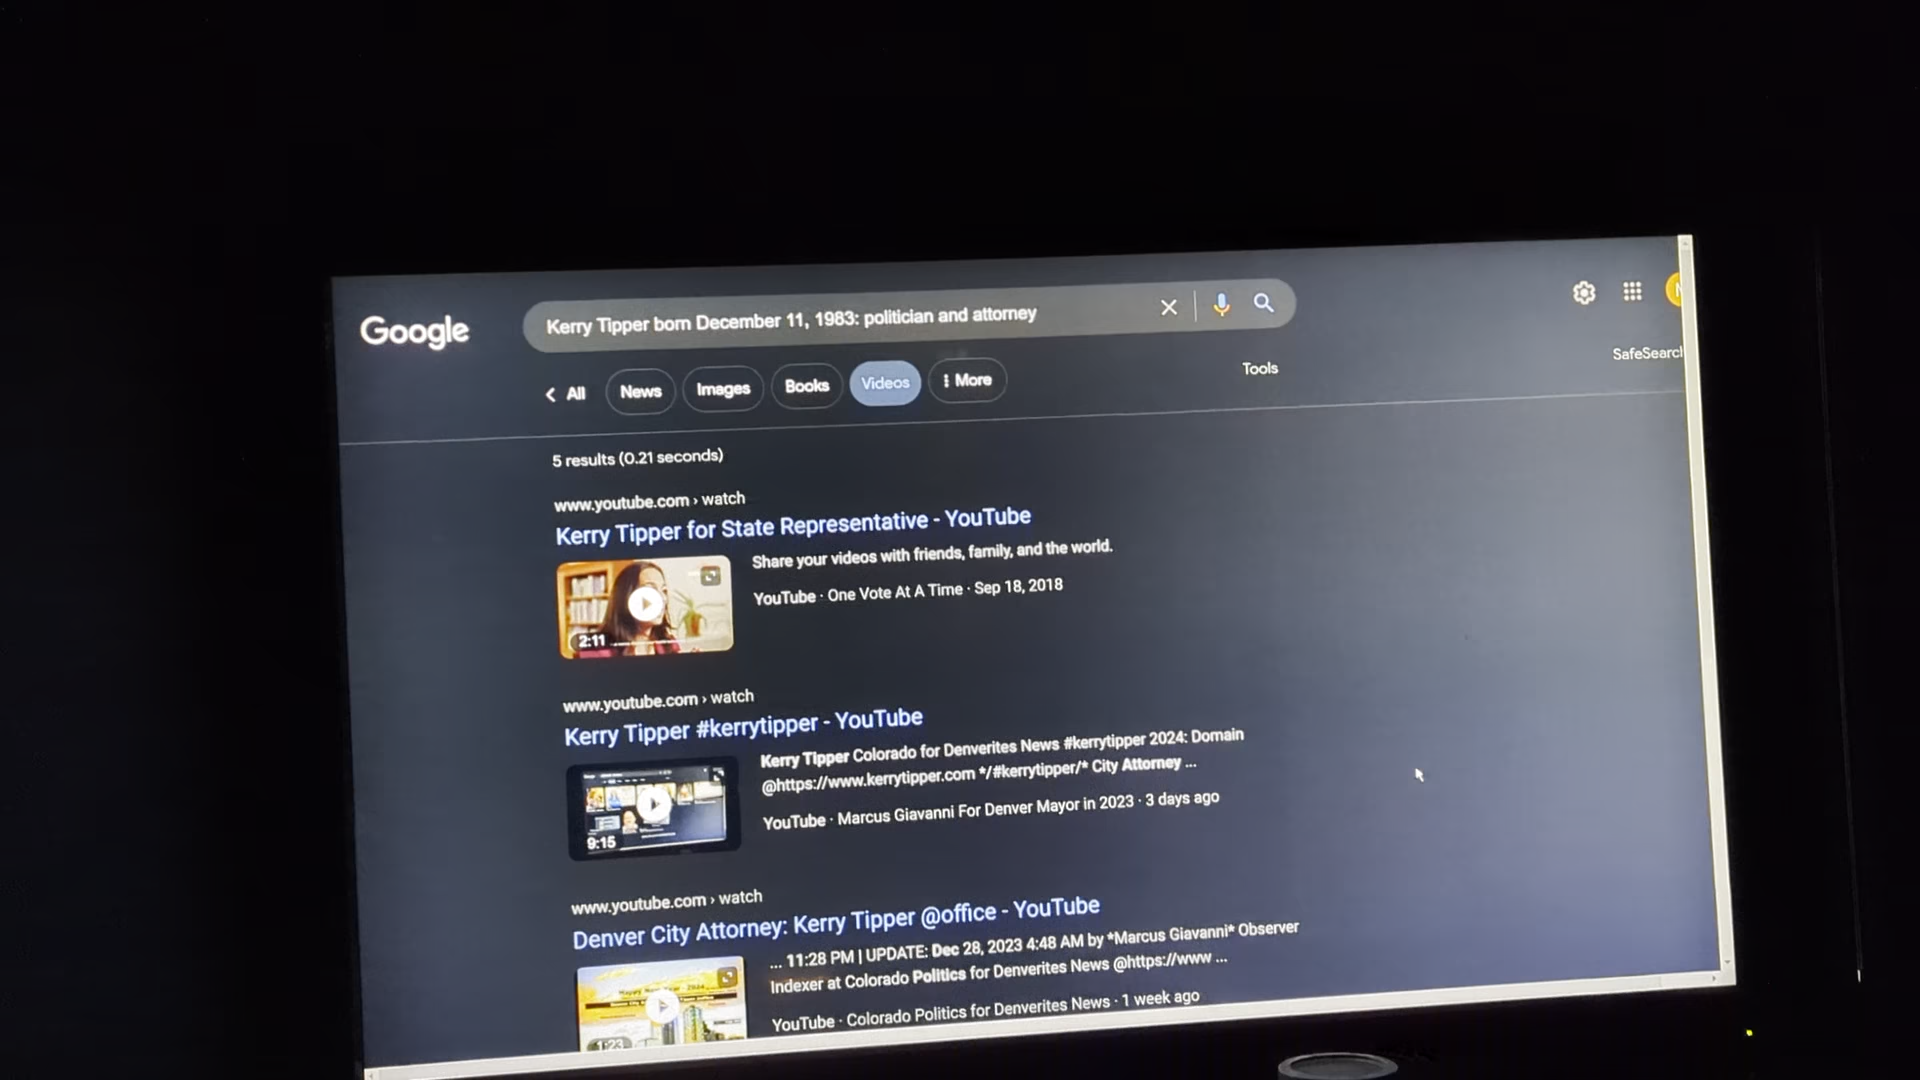 Google
Kerry Tipper born December 11, 1983: politician and attorney
All
News
Images
Books
Videos
More
Tools
5 results (0.21 seconds)
www.youtube.com › watch
Kerry Tipper for State Representative - YouTube
Share your videos with friends, family, and the world.
YouTube · One Vote At A Time · Sep 18, 2018
2:11
www.youtube.com › watch
Kerry Tipper #kerrytipper - YouTube
Kerry Tipper Colorado for Denverites News #kerrytipper 2024: Domain
@https://www.kerrytipper.com */#kerrytipper/* City Attorney ...
YouTube · Marcus Giavanni For Denver Mayor in 2023 · 3 days ago
9:15
www.youtube.com › watch
Denver City Attorney: Kerry Tipper @office - YouTube
... 11:28 PM | UPDATE: Dec 28, 2023 4:48 AM by *Marcus Giavanni* Observer
Indexer at Colorado Politics for Denverites News @https://www ...
YouTube · Colorado Politics for Denverites News · 1 week ago
1:23